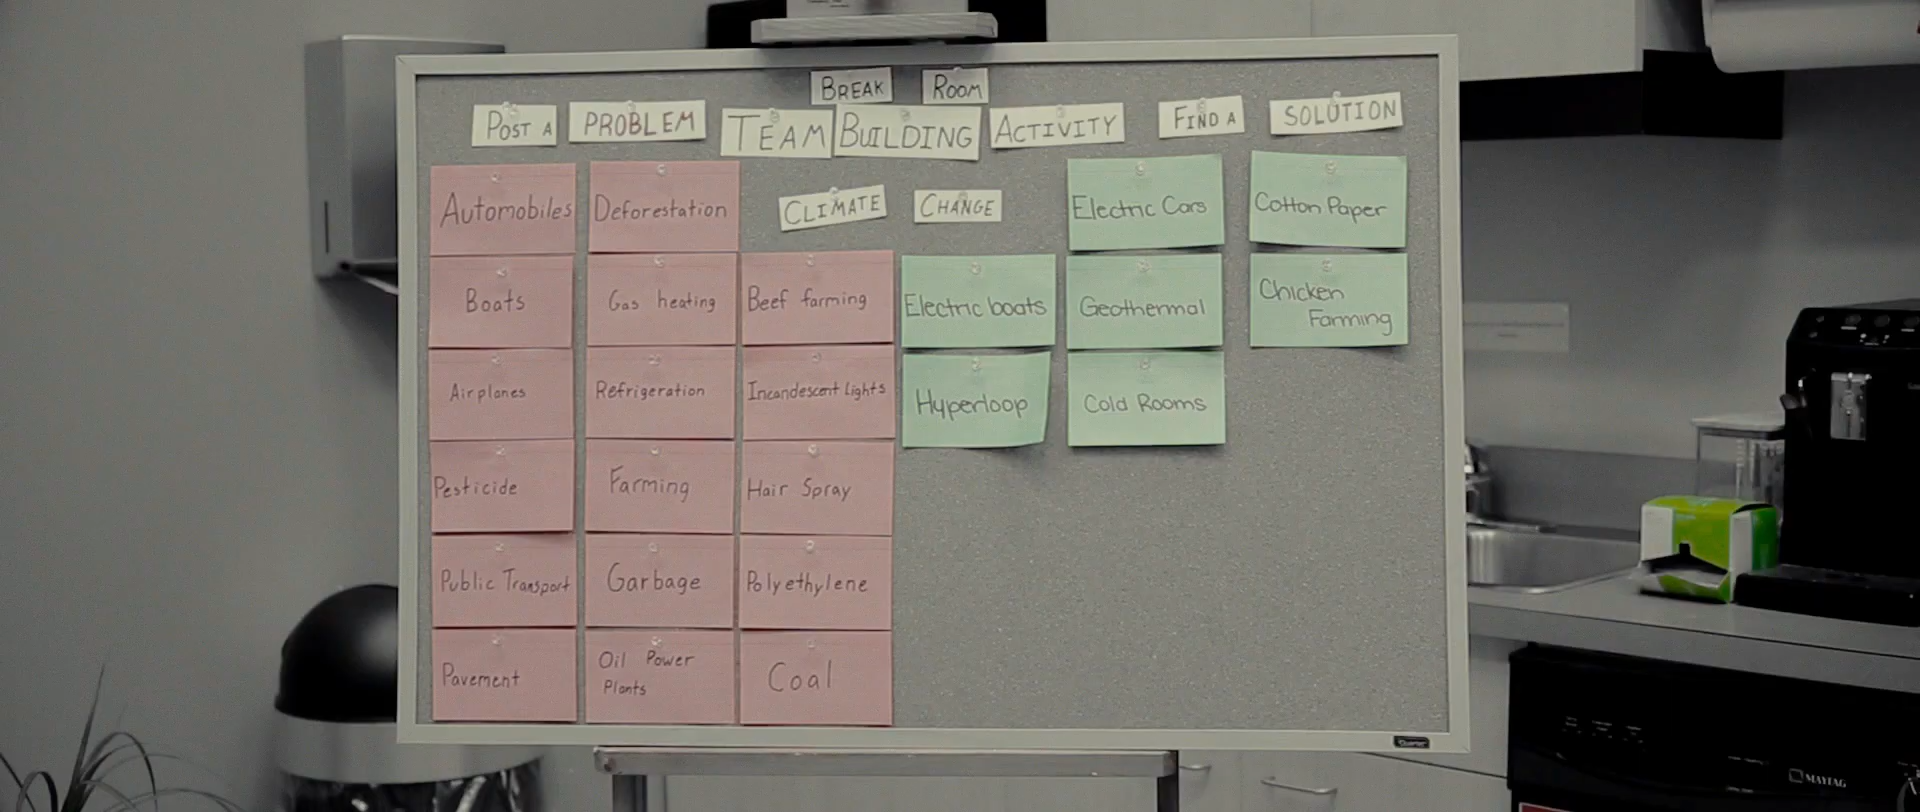 BREAK ROOM
POST A PROBLEM
TEAM BUILDING ACTIVITY
FIND A SOLUTION
CLIMATE CHANGE
Automobiles
Boats
Airplanes
Pesticide
Public Transport
Pavement
Deforestation
Gas heating
Refrigeration
Farming
Garbage
Oil Power
Plants
Beef farming
Incandescent Lights
Hair Spray
Polyethylene
Coal
Electric boats
Hyperloop
Electric Cars
Geothermal
Cold Rooms
Cotton Paper
Chicken
Farming
Quartet
MAYTAG